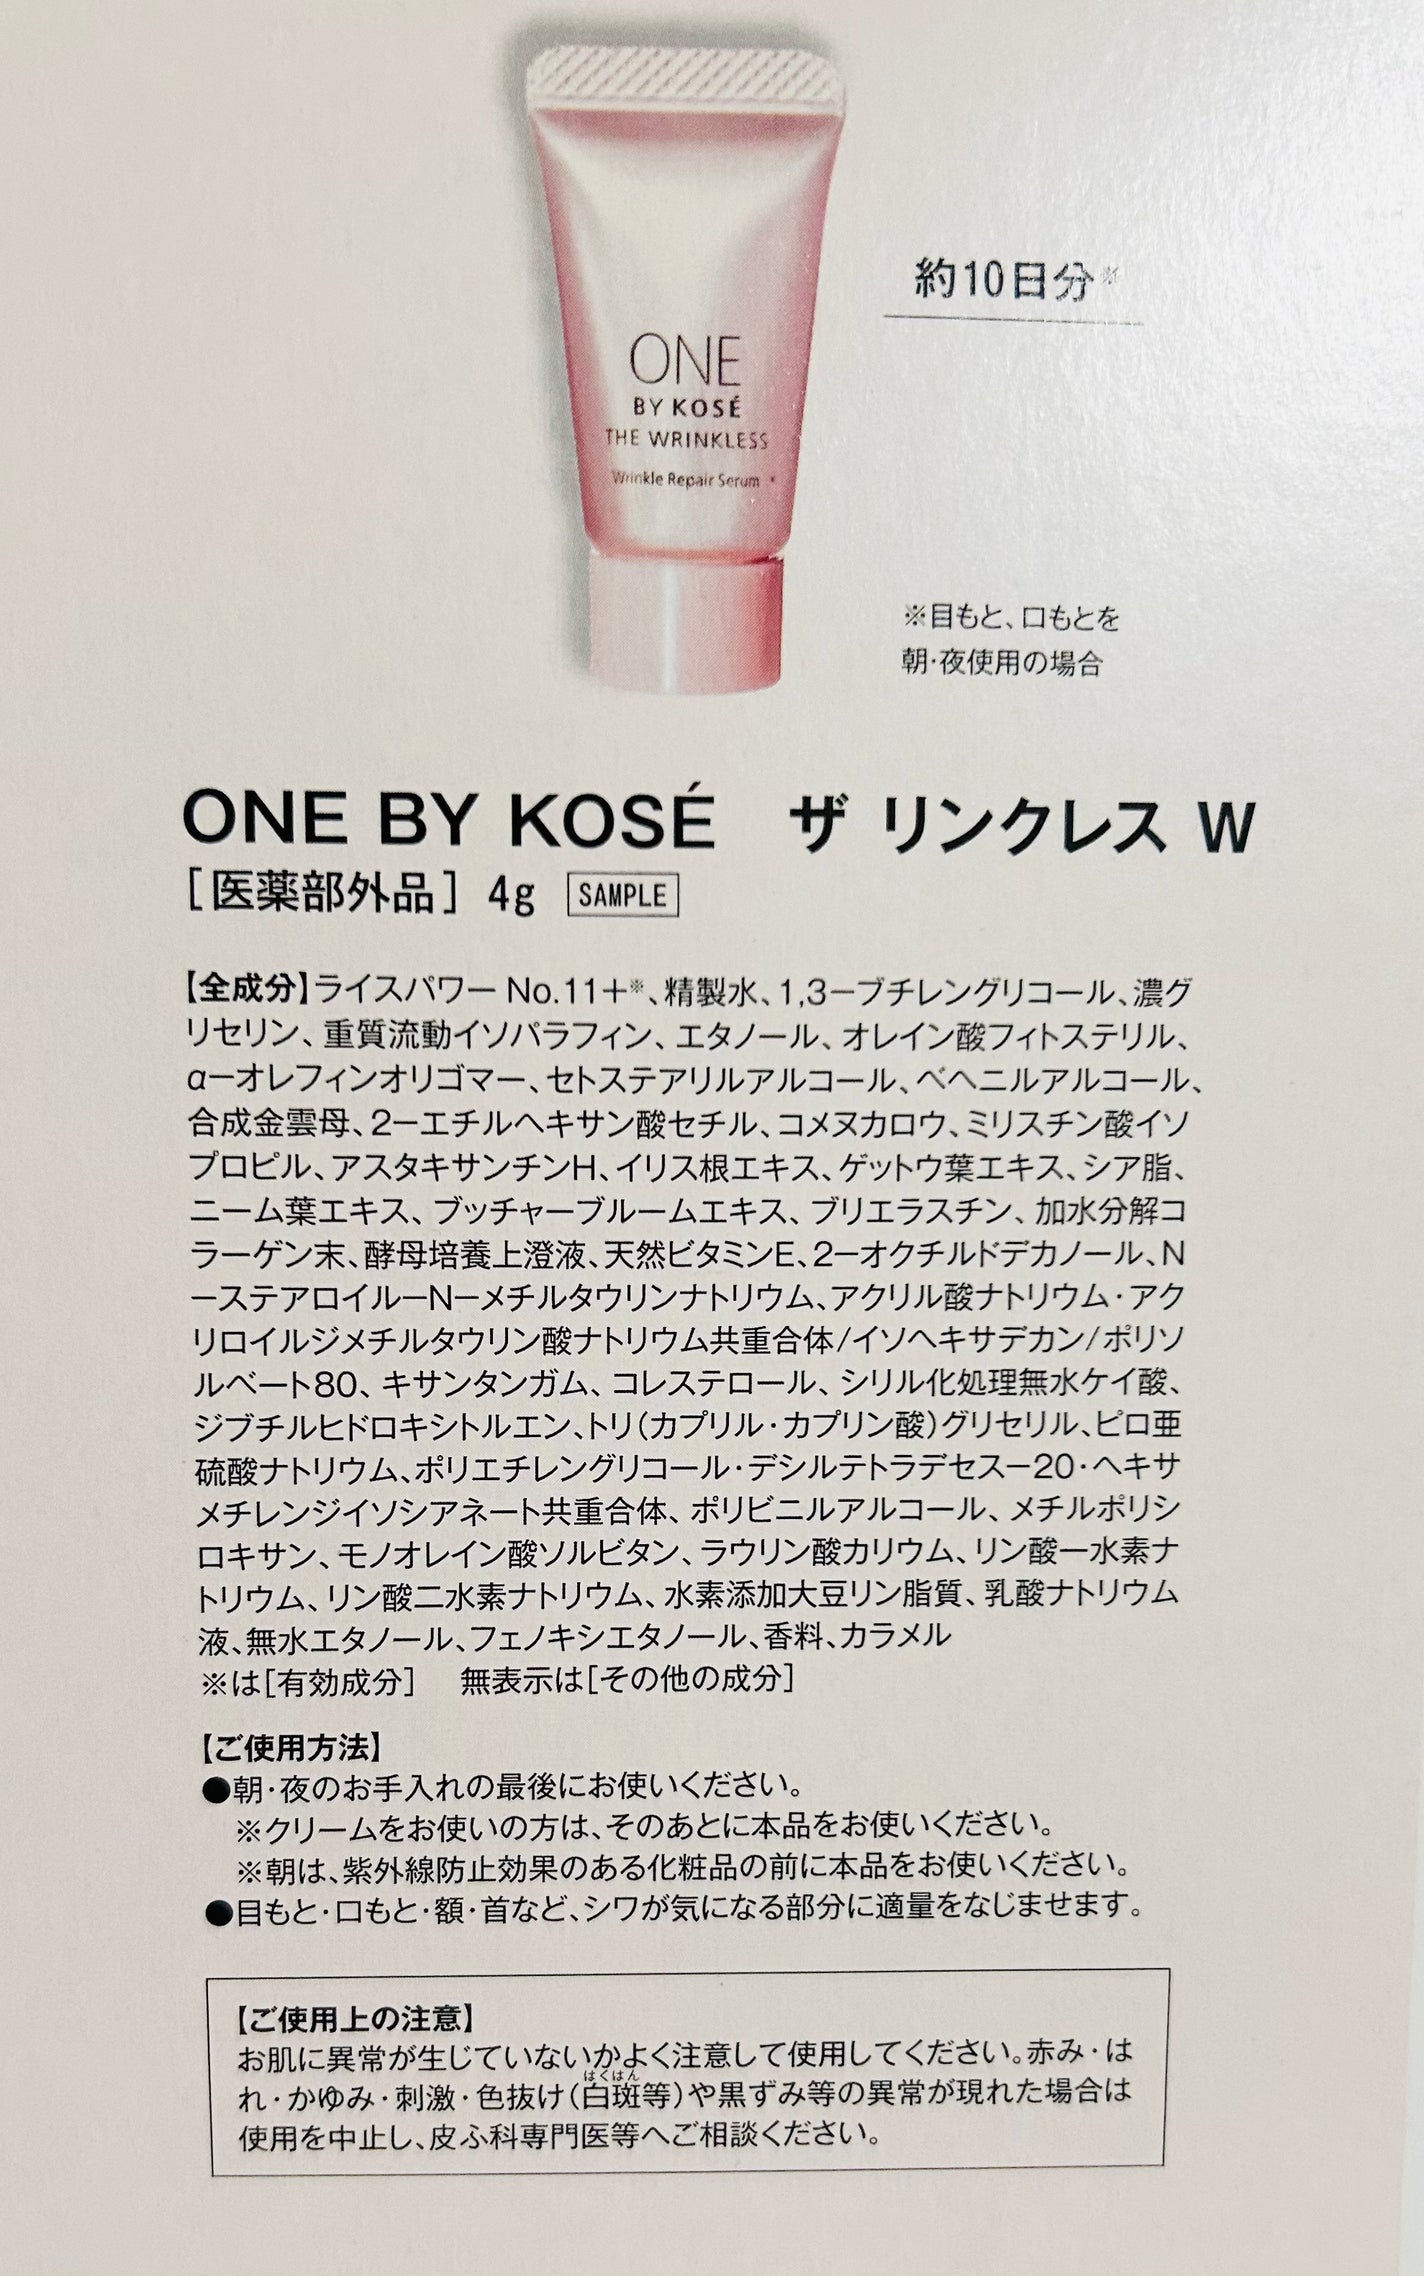 ONE
BY KOSÉ
THE WRINKLESS
Wrinkle Repair Serum *
約10日分※
※目もと、口もとを
朝·夜使用の場合
ONE BY KOSÉ ザ リンクレス W
［医薬部外品］ 4g SAMPLE
【全成分】ライスパワー No.11＋※、精製水、1,3ーブチレングリコール、濃グ
リセリン、重質流動イソパラフィン、エタノール、オレイン酸フィトステリル、
αーオレフィンオリゴマー、セトステアリルアルコール、ベヘニルアルコール、
合成金雲母、2ーエチルヘキサン酸セチル、コメヌカロウ、ミリスチン酸イソ
プロピル、アスタキサンチンH、イリス根エキス、ゲットウ葉エキス、シア脂、
ニーム葉エキス、ブッチャーブルームエキス、ブリエラスチン、加水分解コ
ラーゲン末、酵母培養上澄液、天然ビタミンE、2ーオクチルドデカノール、N
ーステアロイルーNーメチルタウリンナトリウム、アクリル酸ナトリウム・アク
リロイルジメチルタウリン酸ナトリウム共重合体/イソヘキサデカン/ポリソ
ルベート80、キサンタンガム、コレステロール、シリル化処理無水ケイ酸、
ジブチルヒドロキシトルエン、トリ(カプリル・カプリン酸)グリセリル、ピロ亜
硫酸ナトリウム、ポリエチレングリコール・デシルテトラデセスー20・ヘキサ
メチレンジイソシアネート共重合体、ポリビニルアルコール、メチルポリシ
ロキサン、モノオレイン酸ソルビタン、ラウリン酸カリウム、リン酸一水素ナ
トリウム、リン酸二水素ナトリウム、水素添加大豆リン脂質、乳酸ナトリウム
液、無水エタノール、フェノキシエタノール、香料、カラメル
※は［有効成分］ 無表示は［その他の成分］
【ご使用方法】
●朝・夜のお手入れの最後にお使いください。
※クリームをお使いの方は、そのあとに本品をお使いください。
※朝は、紫外線防止効果のある化粧品の前に本品をお使いください。
●目もと・口もと・額・首など、シワが気になる部分に適量をなじませます。
【ご使用上の注意】
お肌に異常が生じていないかよく注意して使用してください。赤み・は
はくはん
れ・かゆみ・刺激・色抜け(白斑等)や黒ずみ等の異常が現れた場合は
使用を中止し、皮ふ科専門医等へご相談ください。